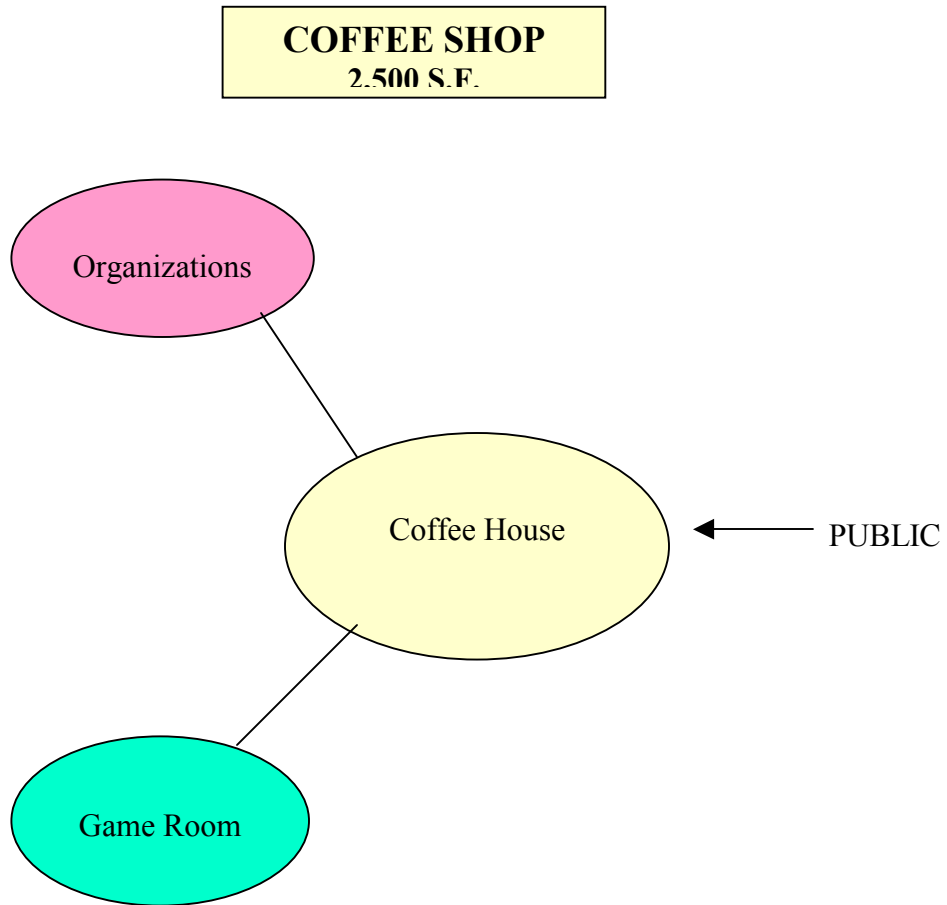 COFFEE SHOP
2,500 S.F.
Organizations
Coffee House
PUBLIC
Game Room